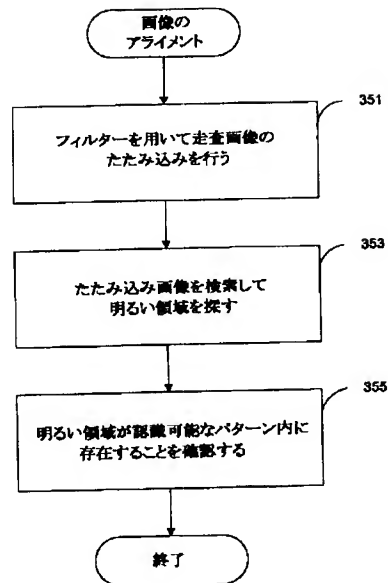 画像の
アライメント
351
フィルターを用いて走査画像の
たたみ込みを行う
353
たたみ込み画像を検索して
明るい領域を探す
355
明るい領域が認識可能なパターン内に
存在することを確認する
終了